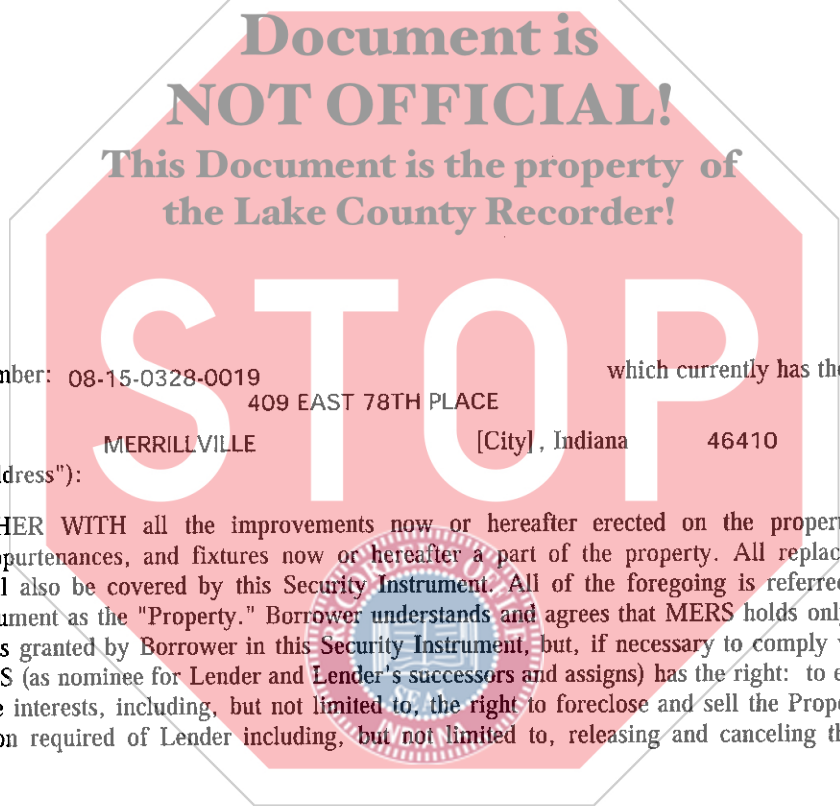 Document is
NOT OFFICIAL!
This Document is the property of
the Lake County Recorder!
STOP
mber: 08-15-0328-0019 which currently has the
409 EAST 78TH PLACE
MERRILLVILLE [City] , Indiana 46410
ddress"):
HER WITH all the improvements now or hereafter erected on the propert
purtenances, and fixtures now or hereafter a part of the property. All replac
l also be covered by this Security Instrument. All of the foregoing is referred
ument as the "Property." Borrower understands and agrees that MERS holds onl
s granted by Borrower in this Security Instrument, but, if necessary to comply
S (as nominee for Lender and Lender's successors and assigns) has the right: to e
e interests, including, but not limited to, the right to foreclose and sell the Prope
on required of Lender including, but not limited to, releasing and canceling th
SEAL
INDIANA